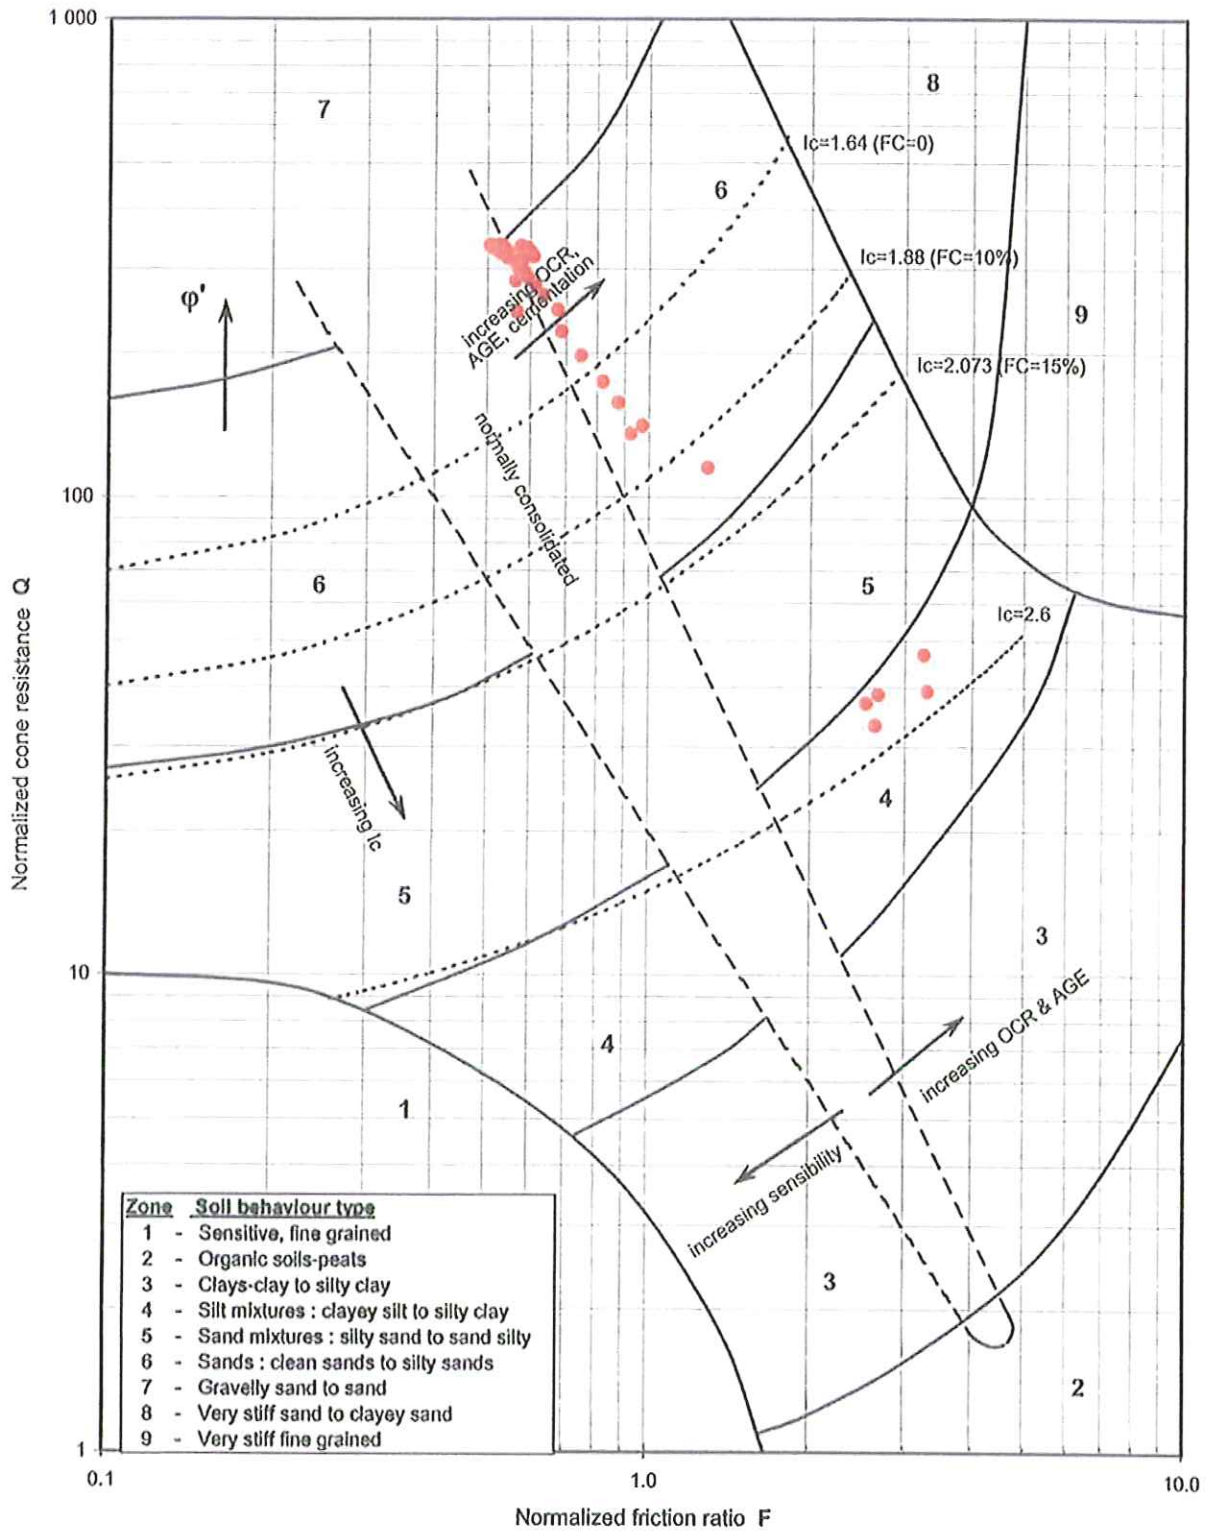 1 000
8
7
Ic=1.64 (FC=0)
6
Ic=1.88 (FC=10%)
φ'
increasing OCR,
AGE, cementation
9
Ic=2.073 (FC=15%)
normally consolidated
100
6
5
Ic=2.6
Normalized cone resistance Q
increasing Ic
4
5
3
10
increasing OCR & AGE
4
1
increasing sensibility
3
2
Zone Soil behaviour type
1 - Sensitive, fine grained
2 - Organic soils-peats
3 - Clays-clay to silty clay
4 - Silt mixtures : clayey silt to silty clay
5 - Sand mixtures : silty sand to sand silty
6 - Sands : clean sands to silty sands
7 - Gravelly sand to sand
8 - Very stiff sand to clayey sand
9 - Very stiff fine grained
1
0.1
1.0
10.0
Normalized friction ratio F